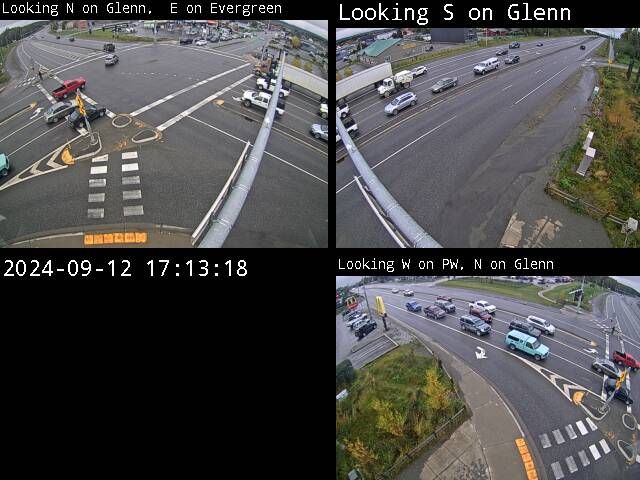 Looking N on Glenn, E on Evergreen
Looking S on Glenn
2024-09-12 17:13:18
Looking W on PW, N on Glenn